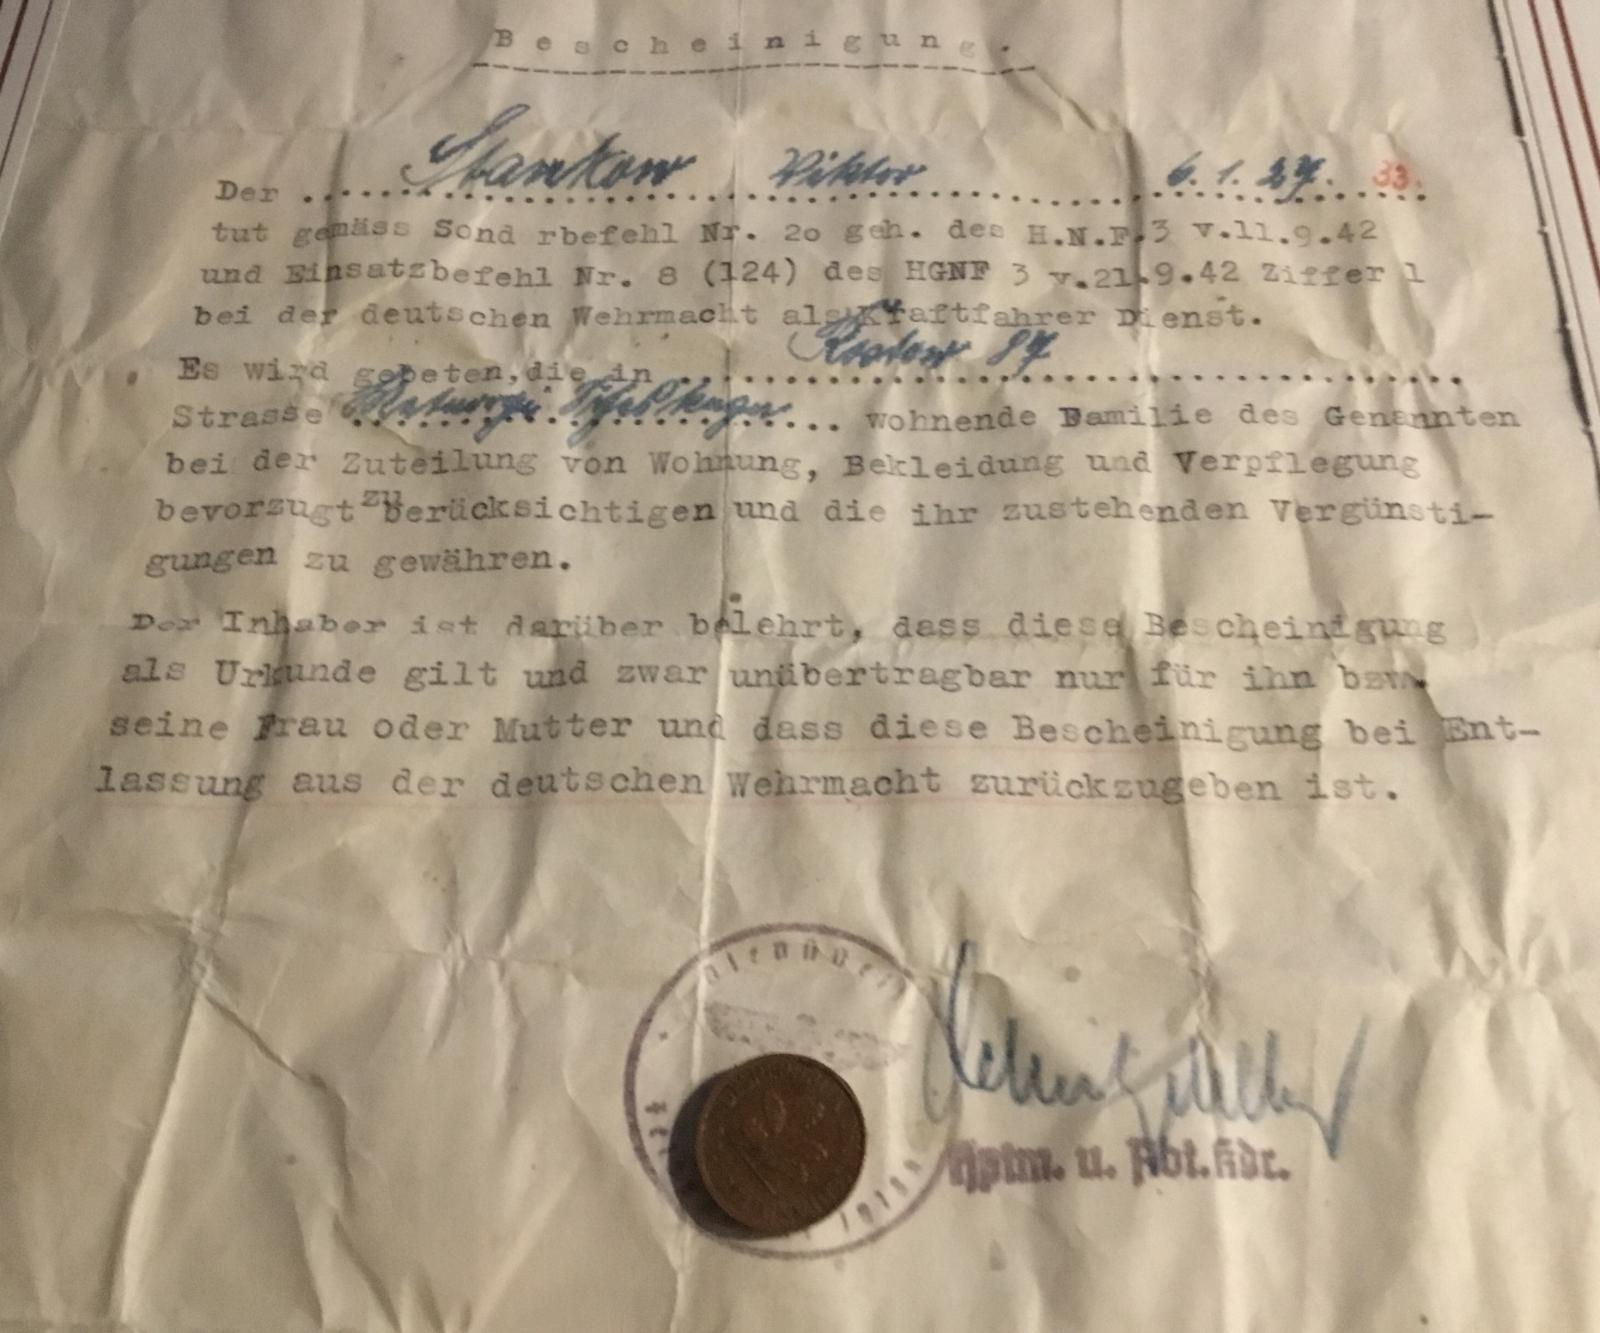 Bescheinigung.
Der Stankow Viktor 6.1.27. 33.
tut gemäss Sond rbefehl Nr. 20 geh. des H.N.F.3 v.11.9.42
und Einsatzbefehl Nr. 8 (124) des HGNF 3 v.21.9.42 Ziffer 1
bei der deutschen Wehrmacht als Kraftfahrer Dienst.
Es wird gebeten, die in Rostow 87
Strasse wohnende Familie des Genannten
bei der Zuteilung von Wohnung, Bekleidung und Verpflegung
bevorzugt zu berücksichtigen und die ihr zustehenden Vergünsti-
gungen zu gewähren.
Der Inhaber ist darüber belehrt, dass diese Bescheinigung
als Urkunde gilt und zwar unübertragbar nur für ihn bzw.
seine Frau oder Mutter und dass diese Bescheinigung bei Ent-
lassung aus der deutschen Wehrmacht zurückzugeben ist.
Hptm. u. Abt.Kdr.